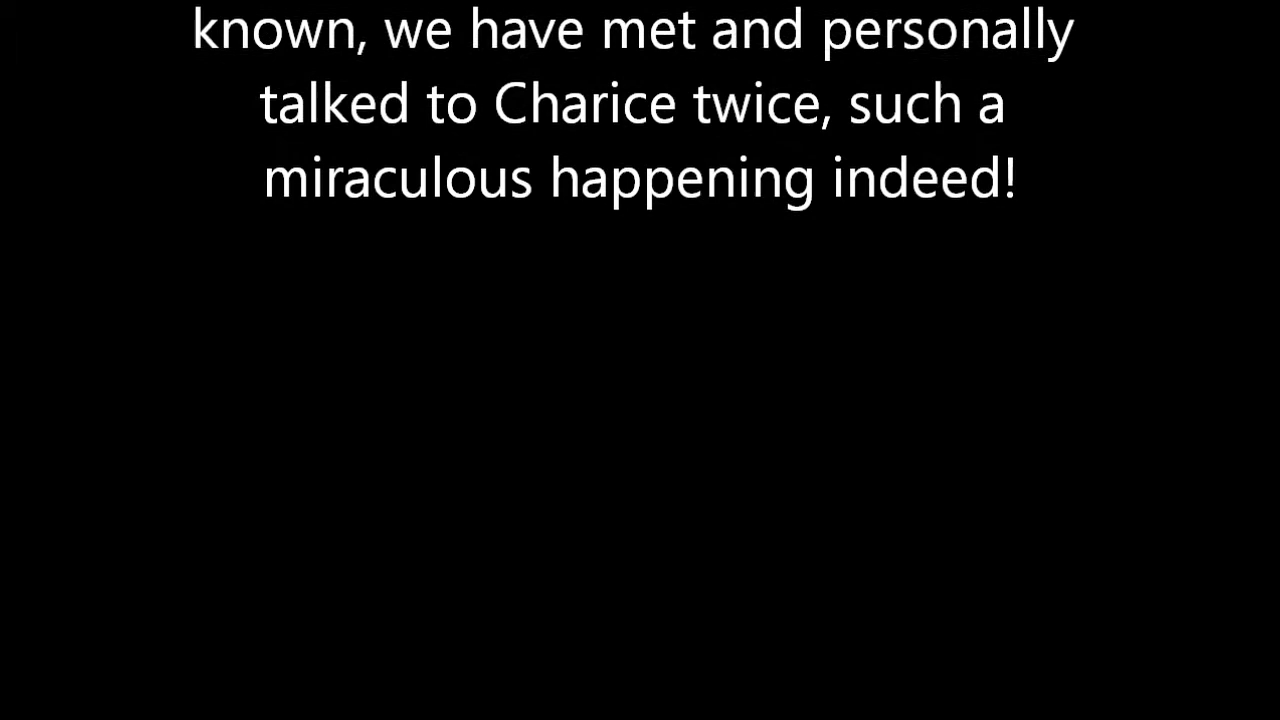 known, we have met and personally
talked to Charice twice, such a
miraculous happening indeed!